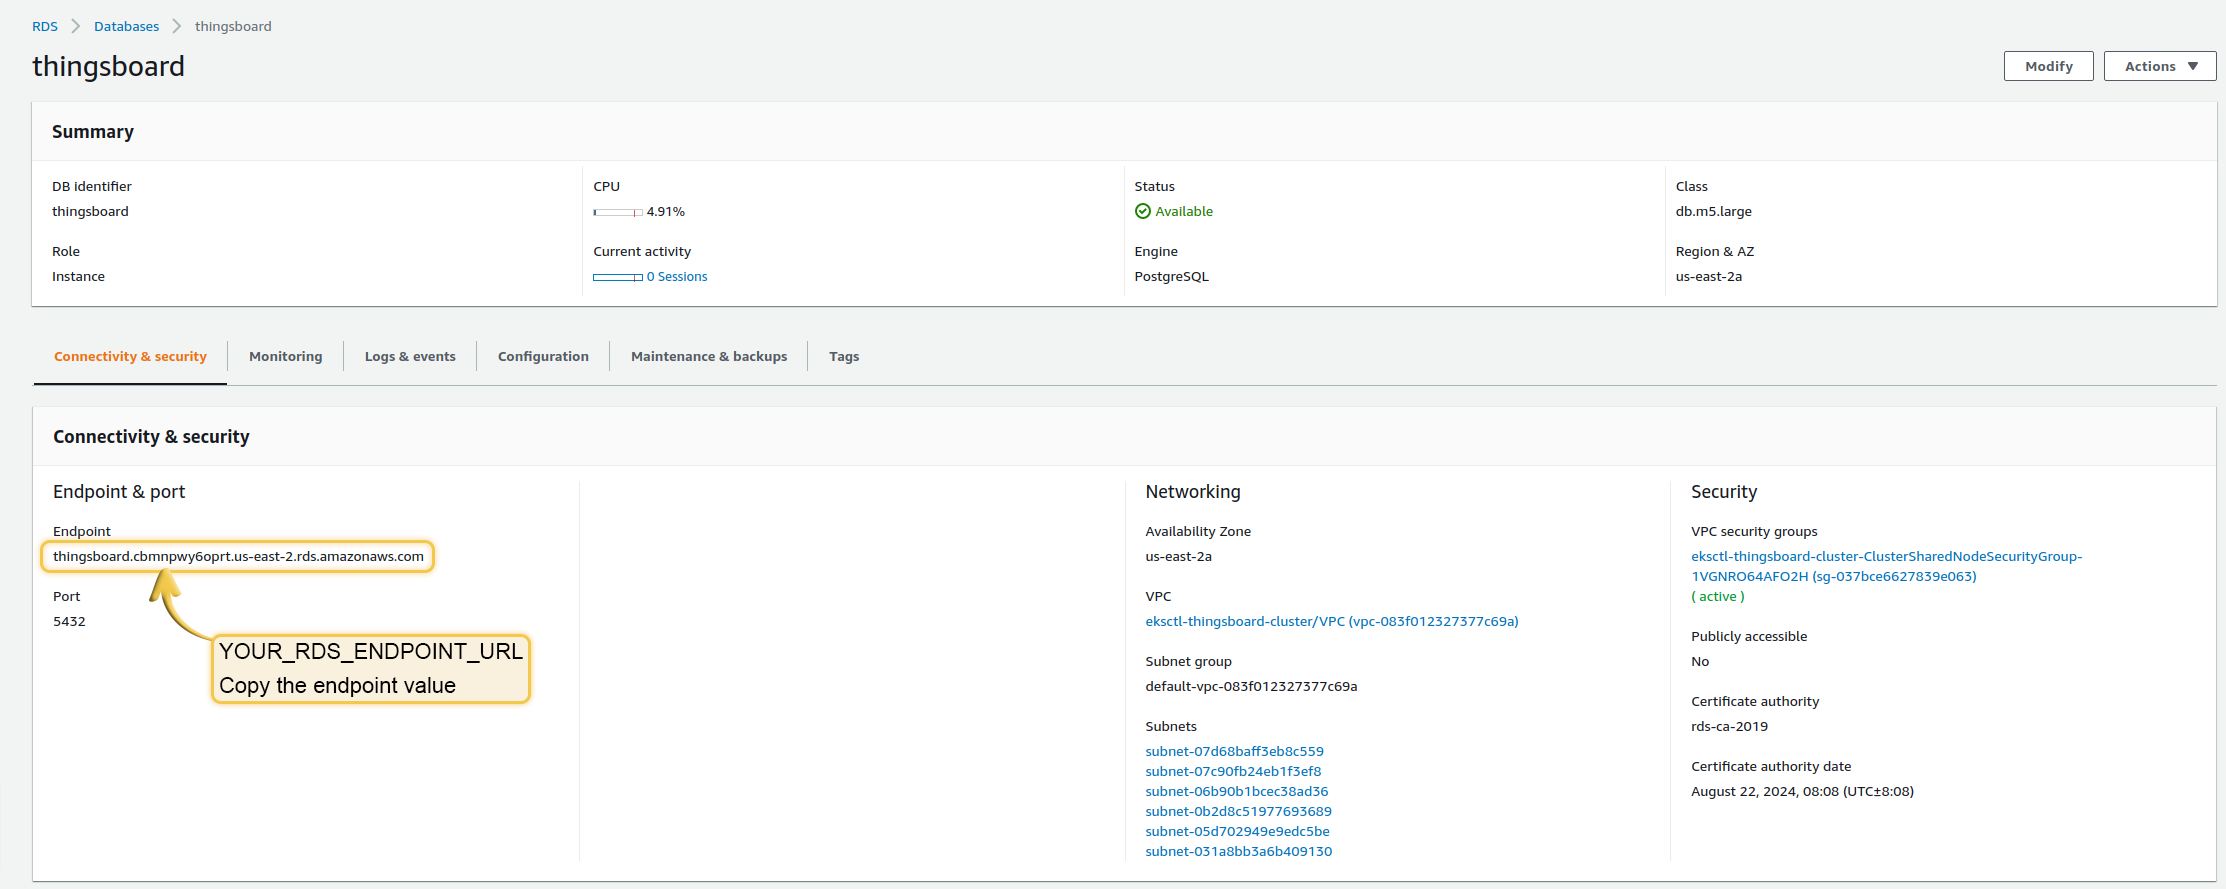 RDS > Databases > thingsboard
thingsboard
Modify
Actions
Summary
DB identifier
thingsboard
Role
Instance
CPU
4.91%
Current activity
0 Sessions
Status
Available
Engine
PostgreSQL
Class
db.m5.large
Region & AZ
us-east-2a
Connectivity & security
Monitoring
Logs & events
Configuration
Maintenance & backups
Tags
Connectivity & security
Endpoint & port
Endpoint
thingsboard.cbmnpwy6oprt.us-east-2.rds.amazonaws.com
Port
5432
YOUR_RDS_ENDPOINT_URL
Copy the endpoint value
Networking
Availability Zone
us-east-2a
VPC
eksctl-thingsboard-cluster/VPC (vpc-083f012327377c69a)
Subnet group
default-vpc-083f012327377c69a
Subnets
subnet-07d68baff3eb8c559
subnet-07c90fb24eb1f3ef8
subnet-06b90b1bcec38ad36
subnet-0b2d8c51977693689
subnet-05d702949e9edc5be
subnet-031a8bb3a6b409130
Security
VPC security groups
eksctl-thingsboard-cluster-ClusterSharedNodeSecurityGroup-
1VGNRO64AFO2H (sg-037bce6627839e063)
( active )
Publicly accessible
No
Certificate authority
rds-ca-2019
Certificate authority date
August 22, 2024, 08:08 (UTC±8:08)